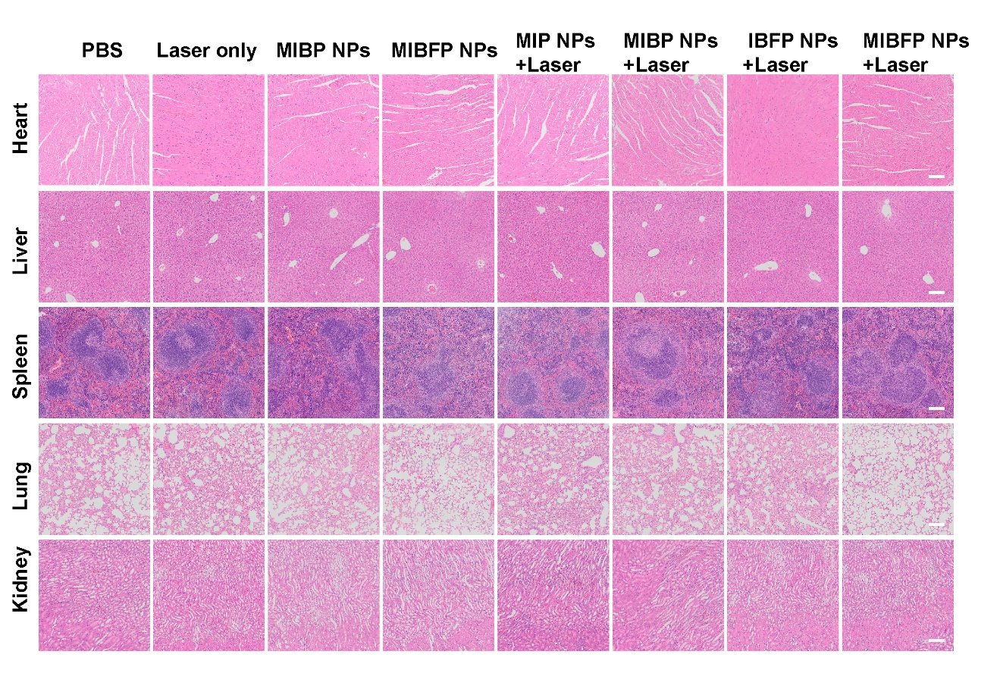 PBS
Laser only
MIBP NPs
MIBFP NPs
MIP NPs
+Laser
MIBP NPs
+Laser
IBFP NPs
+Laser
MIBFP NPs
+Laser
Heart
Liver
Spleen
Lung
Kidney